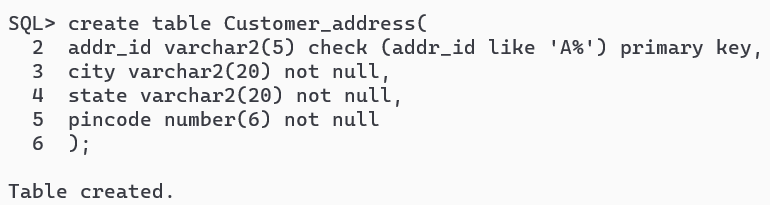 SQL> create table Customer_address(
  2  addr_id varchar2(5) check (addr_id like 'A%') primary key,
  3  city varchar2(20) not null,
  4  state varchar2(20) not null,
  5  pincode number(6) not null
  6  );

Table created.